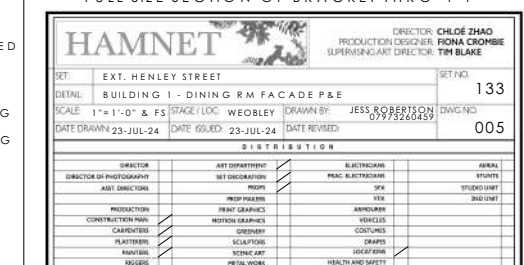 FULL SIZE SECTION OF BRACKET THRO' 1-1
ED
G
G
HAMNET
DIRECTOR: CHLOÉ ZHAO
PRODUCTION DESIGNER: FIONA CROMBIE
SUPERVISING ART DIRECTOR: TIM BLAKE
SET: EXT. HENLEY STREET
SET NO. 133
DETAIL: BUILDING 1 - DINING RM FACADE P&E
SCALE: 1"=1'-0" & FS STAGE / LOC: WEOBLEY DRAWN BY: JESS ROBERTSON 07973260459 DWG.NO. 005
DATE DRAWN: 23-JUL-24 DATE ISSUED: 23-JUL-24 DATE REVISED:
DISTRIBUTION
DIRECTOR ART DEPARTMENT ELECTRICIANS AERIAL
DIRECTOR OF PHOTOGRAPHY SET DECORATION PRAC. ELECTRICIANS STUNTS
ASST. DIRECTORS PROPS SFX STUDIO UNIT
PROP MAKERS VFX 2ND UNIT
PRODUCTION PRINT GRAPHICS ARMOURER
CONSTRUCTION MAN. MOTION GRAPHICS VEHICLES
CARPENTERS GREENERY COSTUMES
PLASTERERS SCULPTORS DRAPES
PAINTERS SCENIC ART LOCATIONS
RIGGERS METAL WORK HEALTH AND SAFETY